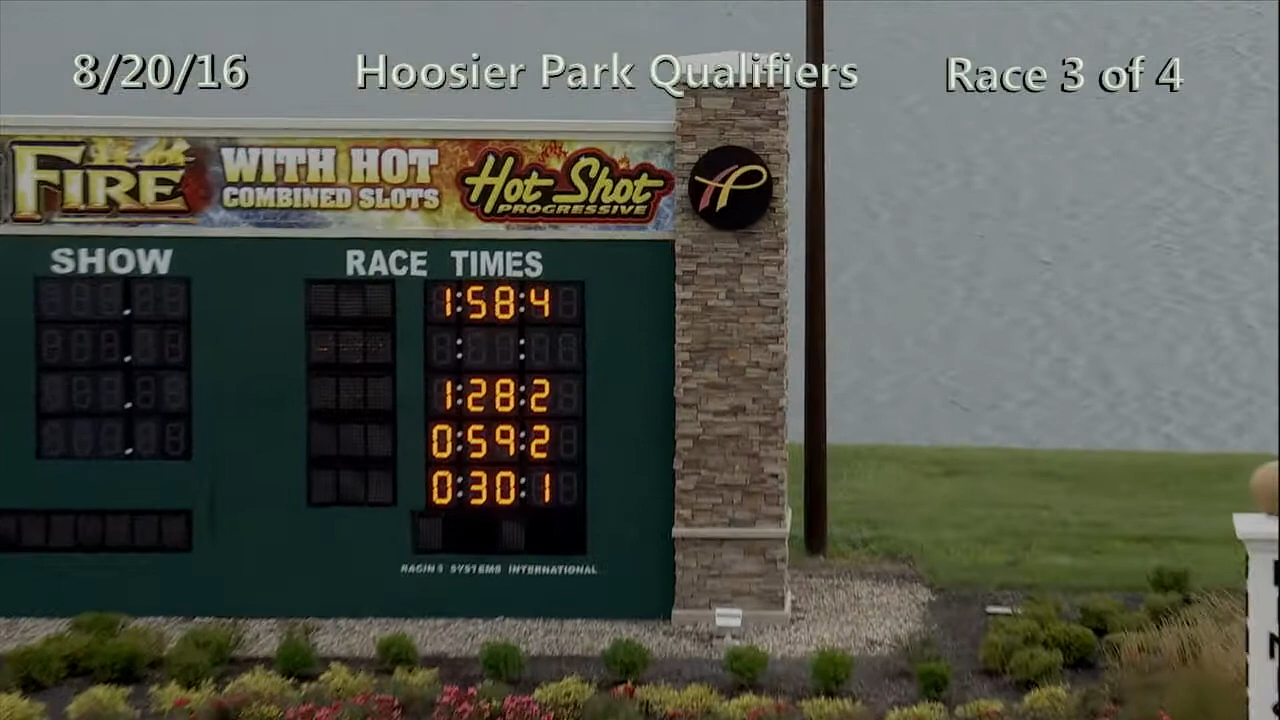 8/20/16 Hoosier Park Qualifiers Race 3 of 4
FIRE WITH HOT COMBINED SLOTS Hot Shot PROGRESSIVE
HP
SHOW RACE TIMES
1:58:4
1:28:2
0:59:2
0:30:1
SYSTEMS INTERNATIONAL